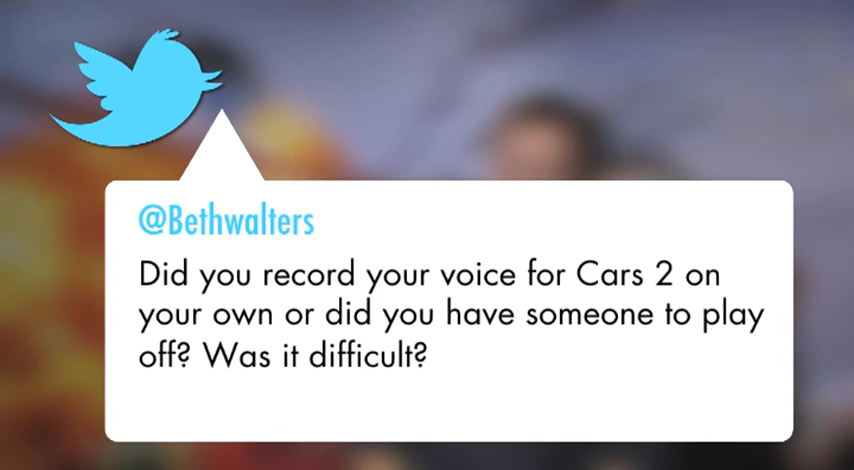 @Bethwalters
Did you record your voice for Cars 2 on
your own or did you have someone to play
off? Was it difficult?